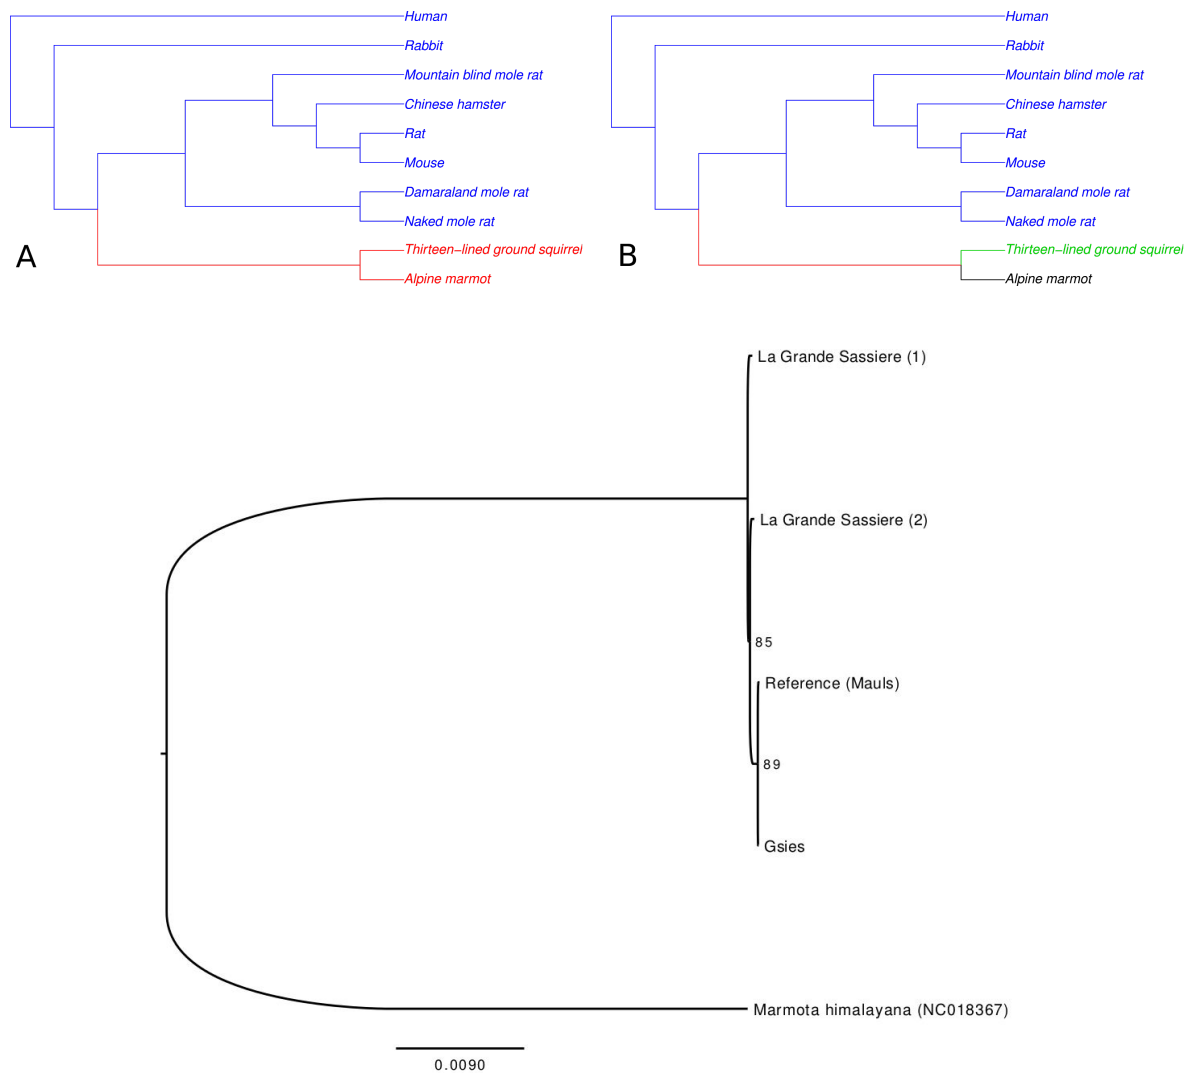 Human
Rabbit
Mountain blind mole rat
Chinese hamster
Rat
Mouse
Damaraland mole rat
Naked mole rat
A
Thirteen−lined ground squirrel
Alpine marmot
Human
Rabbit
Mountain blind mole rat
Chinese hamster
Rat
Mouse
Damaraland mole rat
Naked mole rat
B
Thirteen−lined ground squirrel
Alpine marmot
La Grande Sassiere (1)
La Grande Sassiere (2)
85
Reference (Mauls)
89
Gsies
Marmota himalayana (NC018367)
0.0090